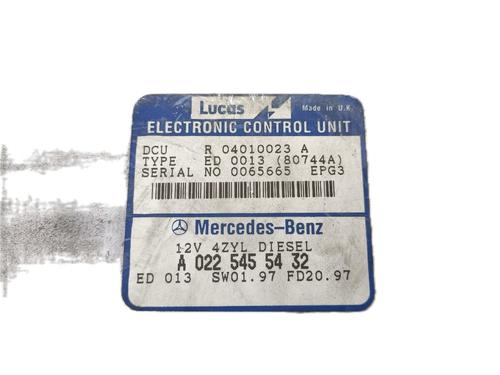 Lucas
Made in U.K.
ELECTRONIC CONTROL UNIT
DCU R 04010023 A
TYPE ED 0013 (80744A)
SERIAL NO 0065665 EPG3
Mercedes-Benz
12V 4ZYL DIESEL
A 022 545 54 32
ED 013 SW01.97 FD20.97